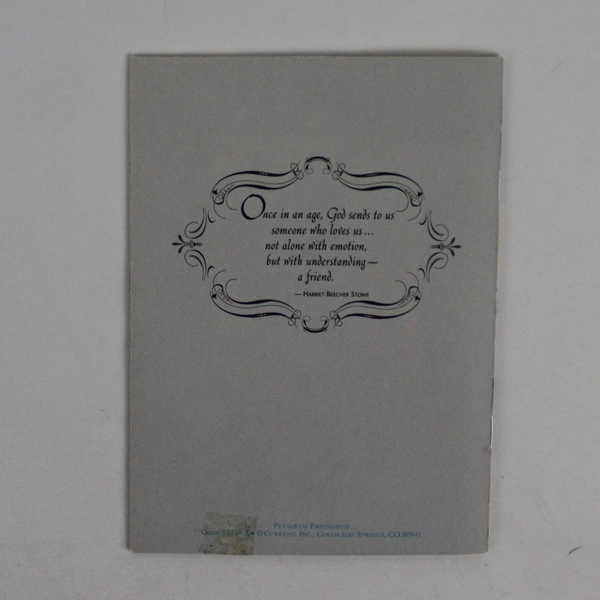 Once in an age, God sends to us
someone who loves us...
not alone with emotion,
but with understanding—
a friend.
—Harriet Beecher Stowe
Petals of Friendship
• © Current, Inc., Colorado Springs, CO 80941